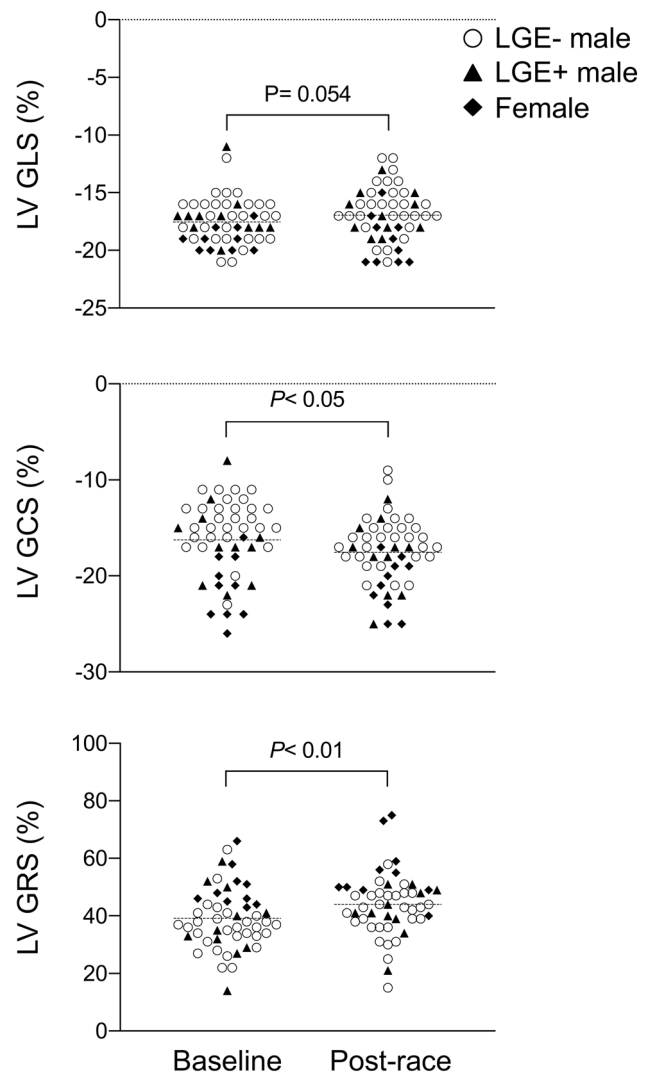 LGE- male
LGE+ male
Female
LV GLS (%)
0
-5
-10
-15
-20
-25
P= 0.054
LV GCS (%)
0
-10
-20
-30
P< 0.05
LV GRS (%)
100
80
60
40
20
0
P< 0.01
Baseline Post-race